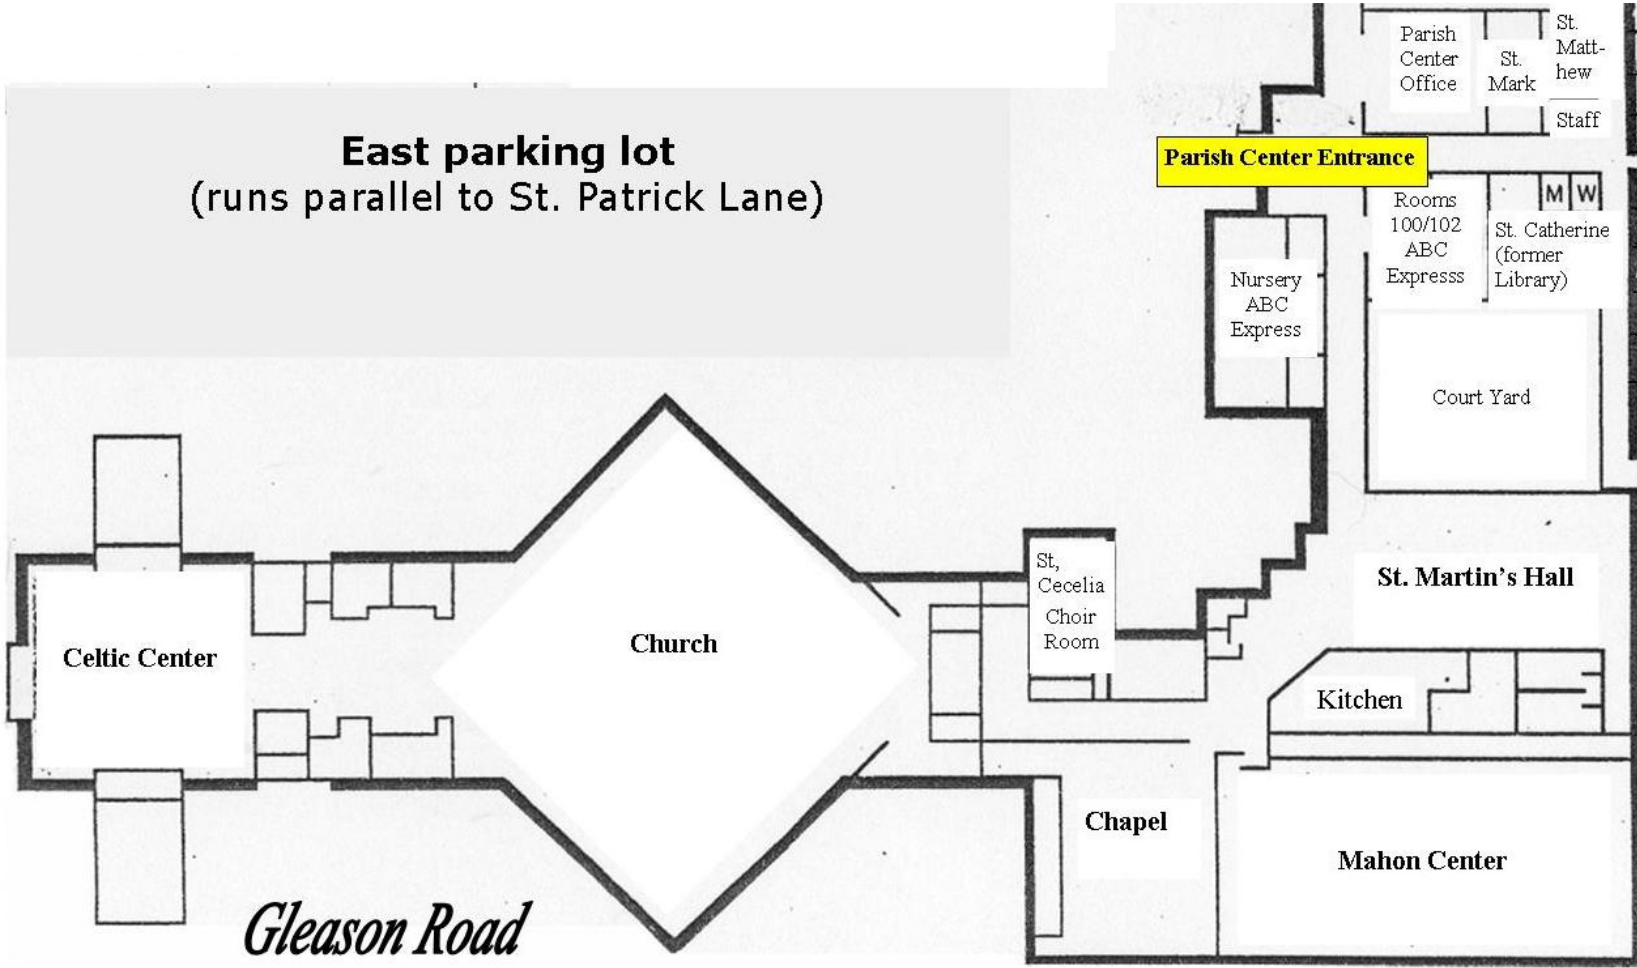 Parish
Center
Office
St.
Mark
St.
Matt-
hew
Staff
East parking lot
(runs parallel to St. Patrick Lane)
Parish Center Entrance
Rooms
100/102
ABC
Expresss
M W
St. Catherine
(former
Library)
Nursery
ABC
Express
Court Yard
St,
Cecelia
Choir
Room
St. Martin's Hall
Celtic Center
Church
Kitchen
Chapel
Mahon Center
Gleason Road